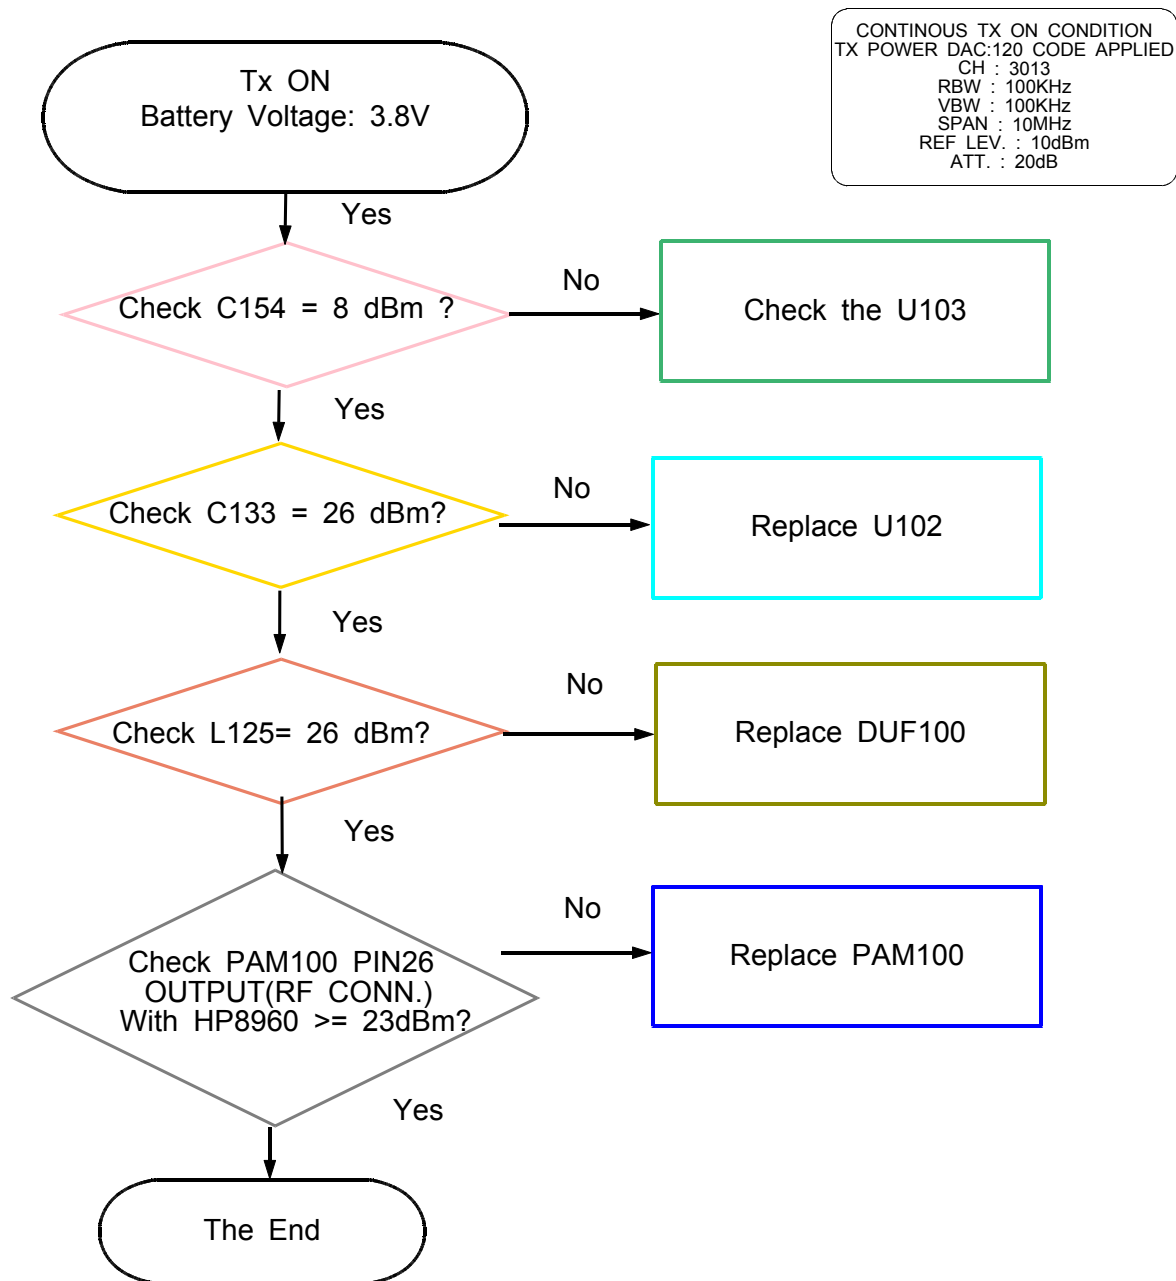 CONTINOUS TX ON CONDITION
TX POWER DAC:120 CODE APPLIED
CH : 3013
RBW : 100KHz
VBW : 100KHz
SPAN : 10MHz
REF LEV. : 10dBm
ATT. : 20dB
Tx ON
Battery Voltage: 3.8V
Yes
Check C154 = 8 dBm ?
No
Check the U103
Yes
Check C133 = 26 dBm?
No
Replace U102
Yes
Check L125= 26 dBm?
No
Replace DUF100
Yes
Check PAM100 PIN26
OUTPUT(RF CONN.)
With HP8960 >= 23dBm?
No
Replace PAM100
Yes
The End